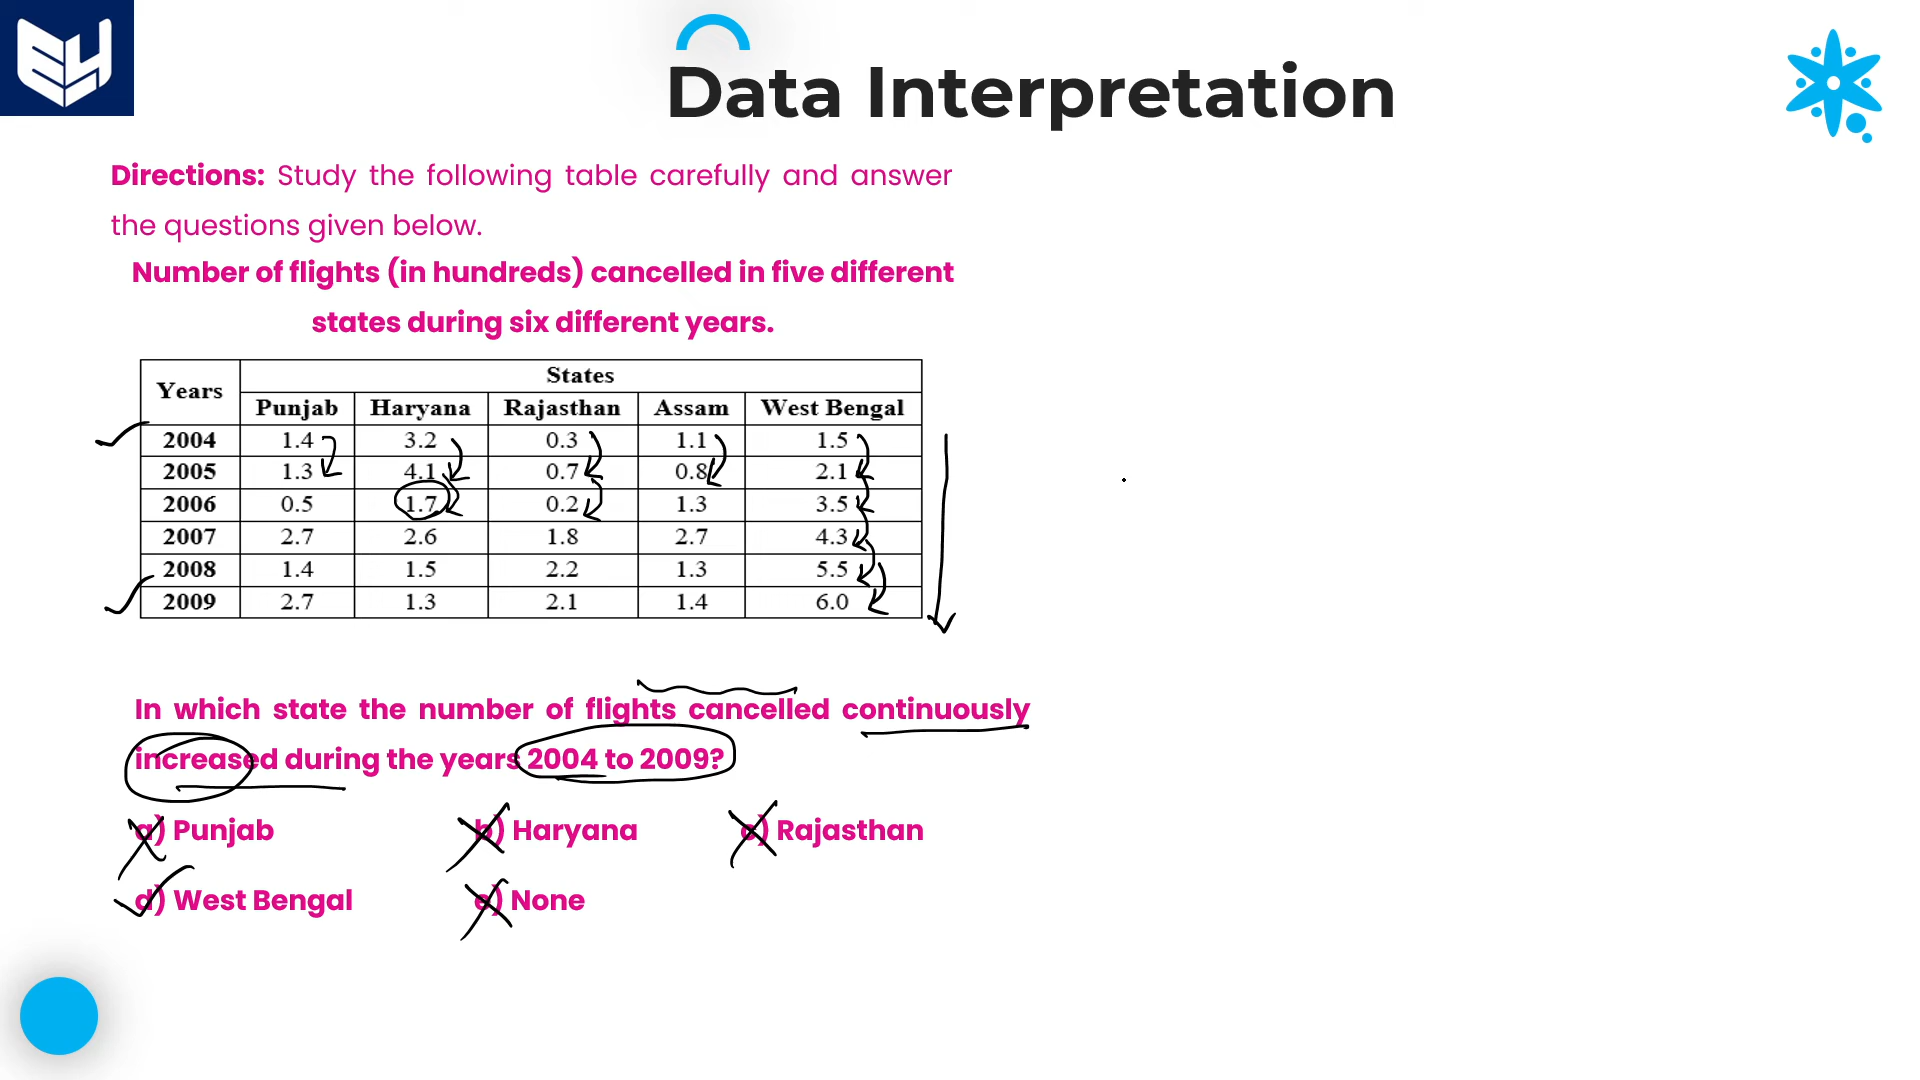 EY
Data Interpretation
Directions: Study the following table carefully and answer
the questions given below.
Number of flights (in hundreds) cancelled in five different
states during six different years.
Years States
Punjab Haryana Rajasthan Assam West Bengal
2004 1.4 3.2 0.3 1.1 1.5
2005 1.3 4.1 0.7 0.8 2.1
2006 0.5 1.7 0.2 1.3 3.5
2007 2.7 2.6 1.8 2.7 4.3
2008 1.4 1.5 2.2 1.3 5.5
2009 2.7 1.3 2.1 1.4 6.0
In which state the number of flights cancelled continuously
increased during the years 2004 to 2009?
a) Punjab b) Haryana c) Rajasthan
d) West Bengal e) None